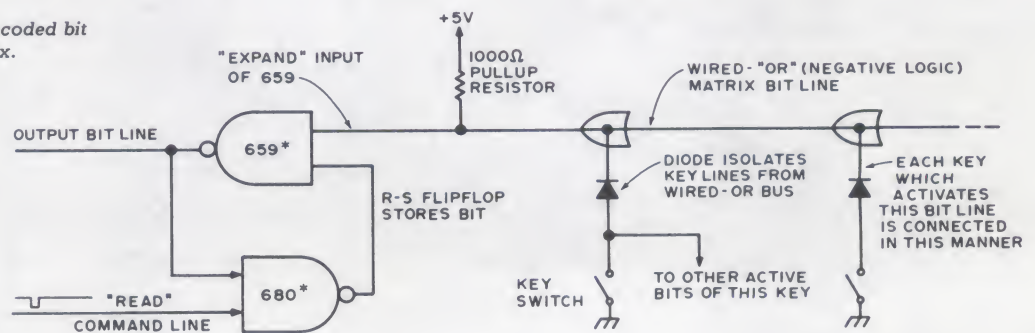 coded bit
x.
+5V
"EXPAND" INPUT
OF 659
1000Ω
PULLUP
RESISTOR
WIRED-"OR"(NEGATIVE LOGIC)
MATRIX BIT LINE
OUTPUT BIT LINE
659*
R-S FLIPFLOP
STORES BIT
DIODE ISOLATES
KEY LINES FROM
WIRED-OR BUS
EACH KEY
WHICH
ACTIVATES
THIS BIT LINE
IS CONNECTED
IN THIS MANNER
680*
"READ"
COMMAND LINE
KEY
SWITCH
TO OTHER ACTIVE
BITS OF THIS KEY